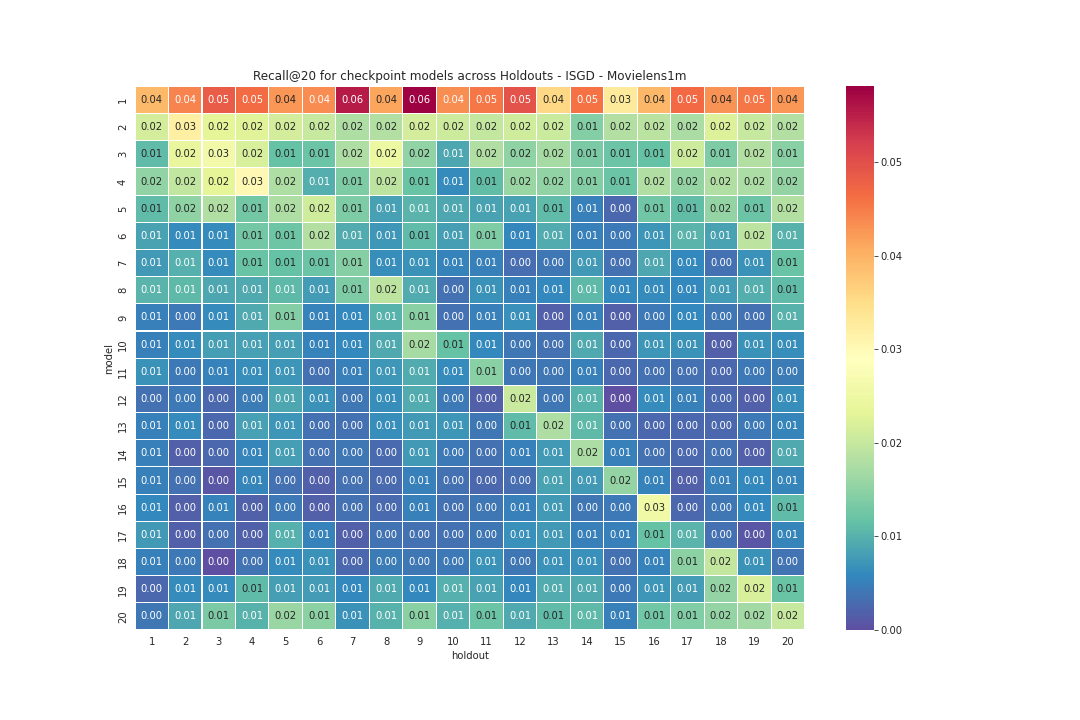 Recall@20 for checkpoint models across Holdouts - ISGD - Movielens1m
1 0.04 0.04 0.05 0.05 0.04 0.04 0.06 0.04 0.06 0.04 0.05 0.05 0.04 0.05 0.03 0.04 0.05 0.04 0.05 0.04
2 0.02 0.03 0.02 0.02 0.02 0.02 0.02 0.02 0.02 0.02 0.02 0.02 0.02 0.01 0.02 0.02 0.02 0.02 0.02 0.02
3 0.01 0.02 0.03 0.02 0.01 0.01 0.02 0.02 0.02 0.01 0.02 0.02 0.02 0.01 0.01 0.01 0.02 0.01 0.02 0.01
4 0.02 0.02 0.02 0.03 0.02 0.01 0.01 0.02 0.01 0.01 0.01 0.02 0.02 0.01 0.01 0.02 0.02 0.02 0.02 0.02
5 0.01 0.02 0.02 0.01 0.02 0.02 0.01 0.01 0.01 0.01 0.01 0.01 0.01 0.01 0.00 0.01 0.01 0.02 0.01 0.02
6 0.01 0.01 0.01 0.01 0.01 0.02 0.01 0.01 0.01 0.01 0.01 0.01 0.01 0.01 0.00 0.01 0.01 0.01 0.02 0.01
7 0.01 0.01 0.01 0.01 0.01 0.01 0.01 0.01 0.01 0.01 0.01 0.00 0.00 0.01 0.00 0.01 0.01 0.00 0.01 0.01
8 0.01 0.01 0.01 0.01 0.01 0.01 0.01 0.02 0.01 0.00 0.01 0.01 0.01 0.01 0.01 0.01 0.01 0.01 0.01 0.01
9 0.01 0.00 0.01 0.01 0.01 0.01 0.01 0.01 0.01 0.00 0.01 0.01 0.00 0.01 0.00 0.01 0.01 0.00 0.00 0.01
10 0.01 0.01 0.01 0.01 0.01 0.01 0.01 0.01 0.02 0.01 0.01 0.00 0.00 0.01 0.00 0.01 0.01 0.00 0.01 0.01
11 0.01 0.00 0.01 0.01 0.01 0.00 0.01 0.01 0.01 0.01 0.01 0.00 0.00 0.01 0.00 0.00 0.00 0.00 0.00 0.00
12 0.00 0.00 0.00 0.00 0.01 0.01 0.00 0.01 0.01 0.00 0.00 0.02 0.00 0.01 0.00 0.01 0.01 0.00 0.00 0.01
13 0.01 0.01 0.00 0.01 0.01 0.00 0.00 0.01 0.01 0.01 0.00 0.01 0.02 0.01 0.00 0.00 0.00 0.00 0.00 0.01
14 0.01 0.00 0.00 0.01 0.01 0.00 0.00 0.00 0.01 0.00 0.00 0.01 0.01 0.02 0.01 0.00 0.00 0.00 0.00 0.01
15 0.01 0.00 0.00 0.01 0.00 0.00 0.00 0.01 0.01 0.00 0.00 0.00 0.01 0.01 0.02 0.01 0.00 0.01 0.01 0.01
16 0.01 0.00 0.01 0.00 0.00 0.00 0.01 0.01 0.01 0.00 0.01 0.01 0.01 0.00 0.00 0.03 0.00 0.00 0.01 0.01
17 0.01 0.00 0.00 0.00 0.01 0.01 0.00 0.00 0.00 0.00 0.00 0.01 0.01 0.01 0.00 0.01 0.01 0.00 0.00 0.01
18 0.01 0.01 0.00 0.00 0.01 0.01 0.00 0.01 0.00 0.00 0.01 0.01 0.01 0.01 0.00 0.01 0.01 0.02 0.01 0.00
19 0.00 0.01 0.01 0.01 0.01 0.01 0.01 0.01 0.01 0.01 0.01 0.01 0.01 0.01 0.00 0.01 0.01 0.02 0.02 0.01
20 0.00 0.01 0.01 0.01 0.02 0.01 0.01 0.01 0.01 0.01 0.01 0.01 0.01 0.01 0.01 0.01 0.01 0.02 0.02 0.02
1 2 3 4 5 6 7 8 9 10 11 12 13 14 15 16 17 18 19 20
holdout
model
0.05
0.04
0.03
0.02
0.01
0.00